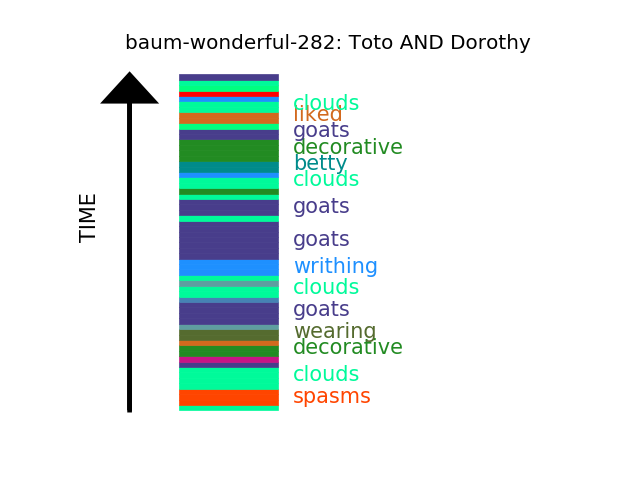 baum-wonderful-282: Toto AND Dorothy
clouds
liked
goats
decorative
betty
clouds
goats
goats
writhing
clouds
goats
wearing
decorative
clouds
spasms
TIME